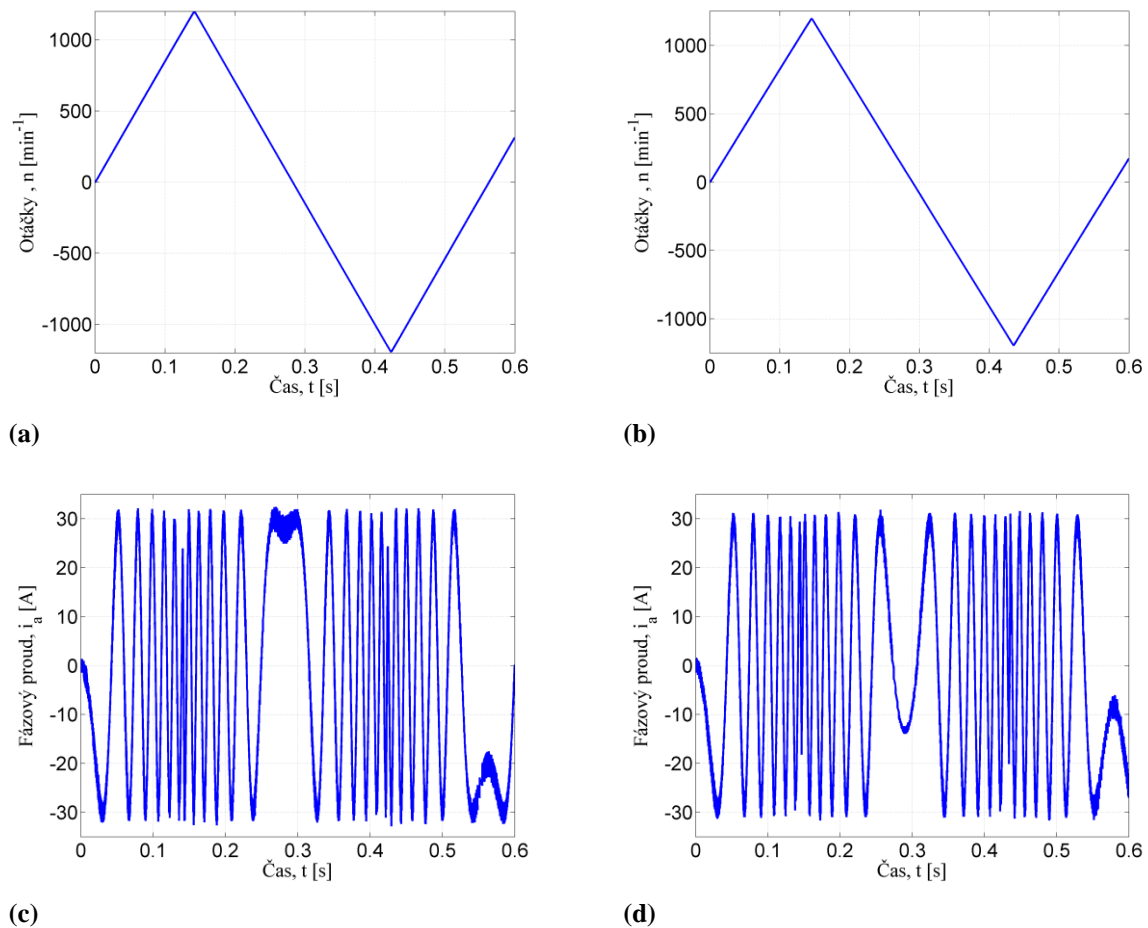 1000
500
0
-500
-1000
Otáčky , n [min⁻¹]
0 0.1 0.2 0.3 0.4 0.5 0.6
Čas, t [s]
(a)
1000
500
0
-500
-1000
Otáčky , n [min⁻¹]
0 0.1 0.2 0.3 0.4 0.5 0.6
Čas, t [s]
(b)
30
20
10
0
-10
-20
-30
Fázový proud, i_a [A]
0 0.1 0.2 0.3 0.4 0.5 0.6
Čas, t [s]
(c)
30
20
10
0
-10
-20
-30
Fázový proud, i_a [A]
0 0.1 0.2 0.3 0.4 0.5 0.6
Čas, t [s]
(d)